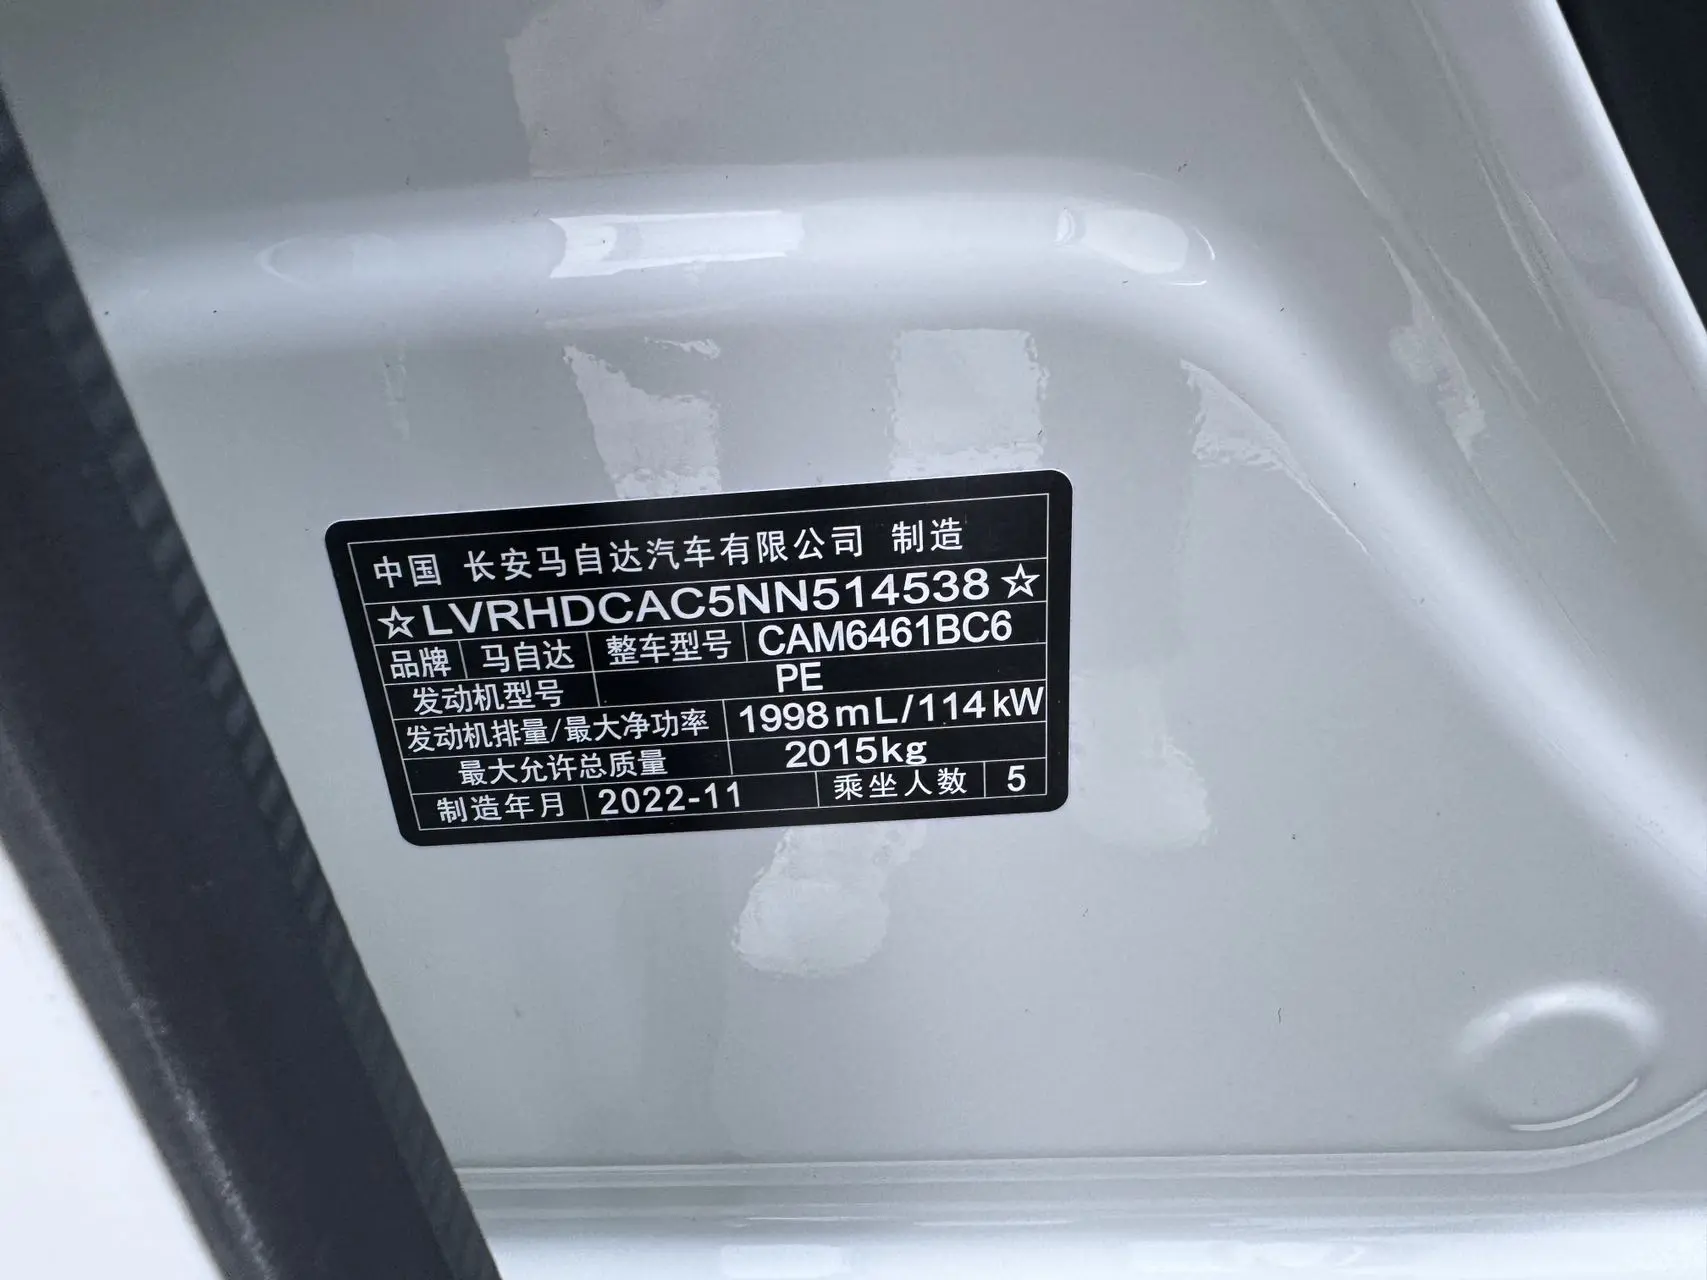 中国 长安马自达汽车有限公司 制造
☆LVRHDCAC5NN514538☆
品牌 马自达 整车型号 CAM6461BC6
发动机型号 PE
发动机排量/最大净功率 1998mL/114kW
最大允许总质量 2015kg
制造年月 2022-11 乘坐人数 5